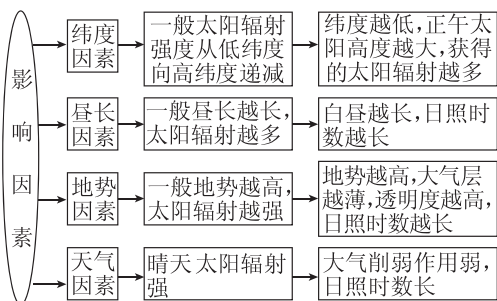 影响因素
纬度
因素
一般太阳辐射
强度从低纬度
向高纬度递减
纬度越低,正午太
阳高度越大,获得
的太阳辐射越多
昼长
因素
一般昼长越长,
太阳辐射越多
白昼越长,日照时
数越长
地势
因素
一般地势越高,
太阳辐射越强
地势越高,大气层
越薄,透明度越高,
日照时数越长
天气
因素
晴天太阳辐射
强
大气削弱作用弱,
日照时数长